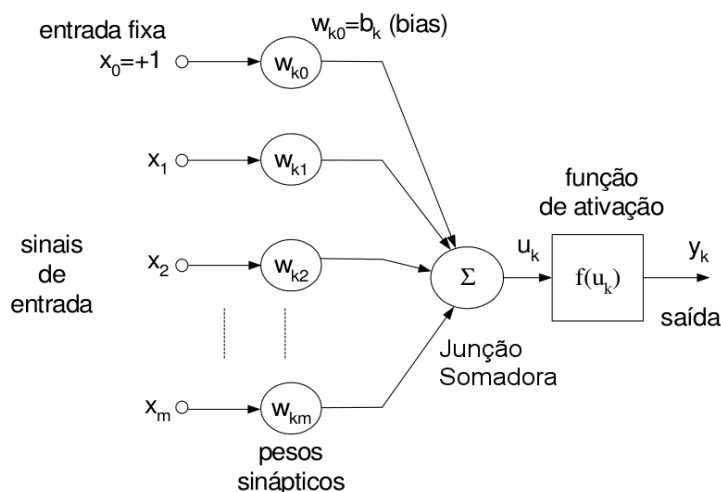 entrada fixa
x0=+1
wk0=bk (bias)
wk0
x1
wk1
função
de ativação
sinais
de
entrada
x2
wk2
Σ
uk
f(uk)
yk
saída
Junção
Somadora
xm
wkm
pesos
sinápticos